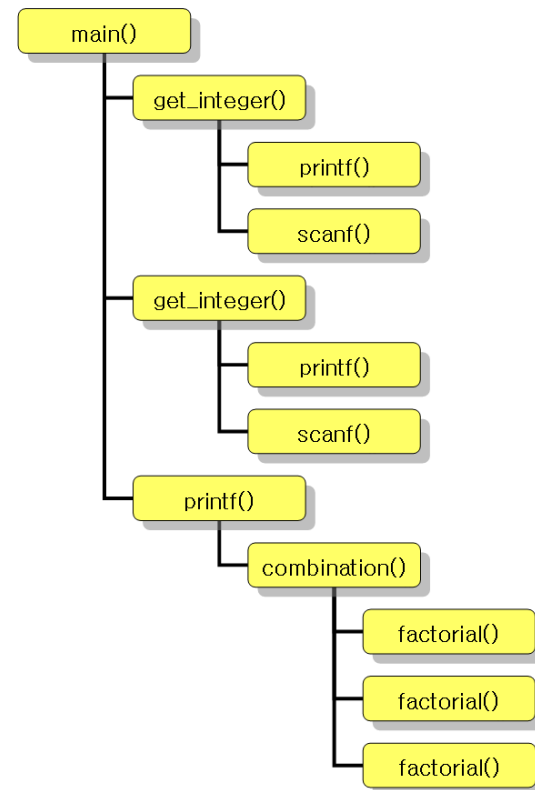 main()
get_integer()
printf()
scanf()
get_integer()
printf()
scanf()
printf()
combination()
factorial()
factorial()
factorial()